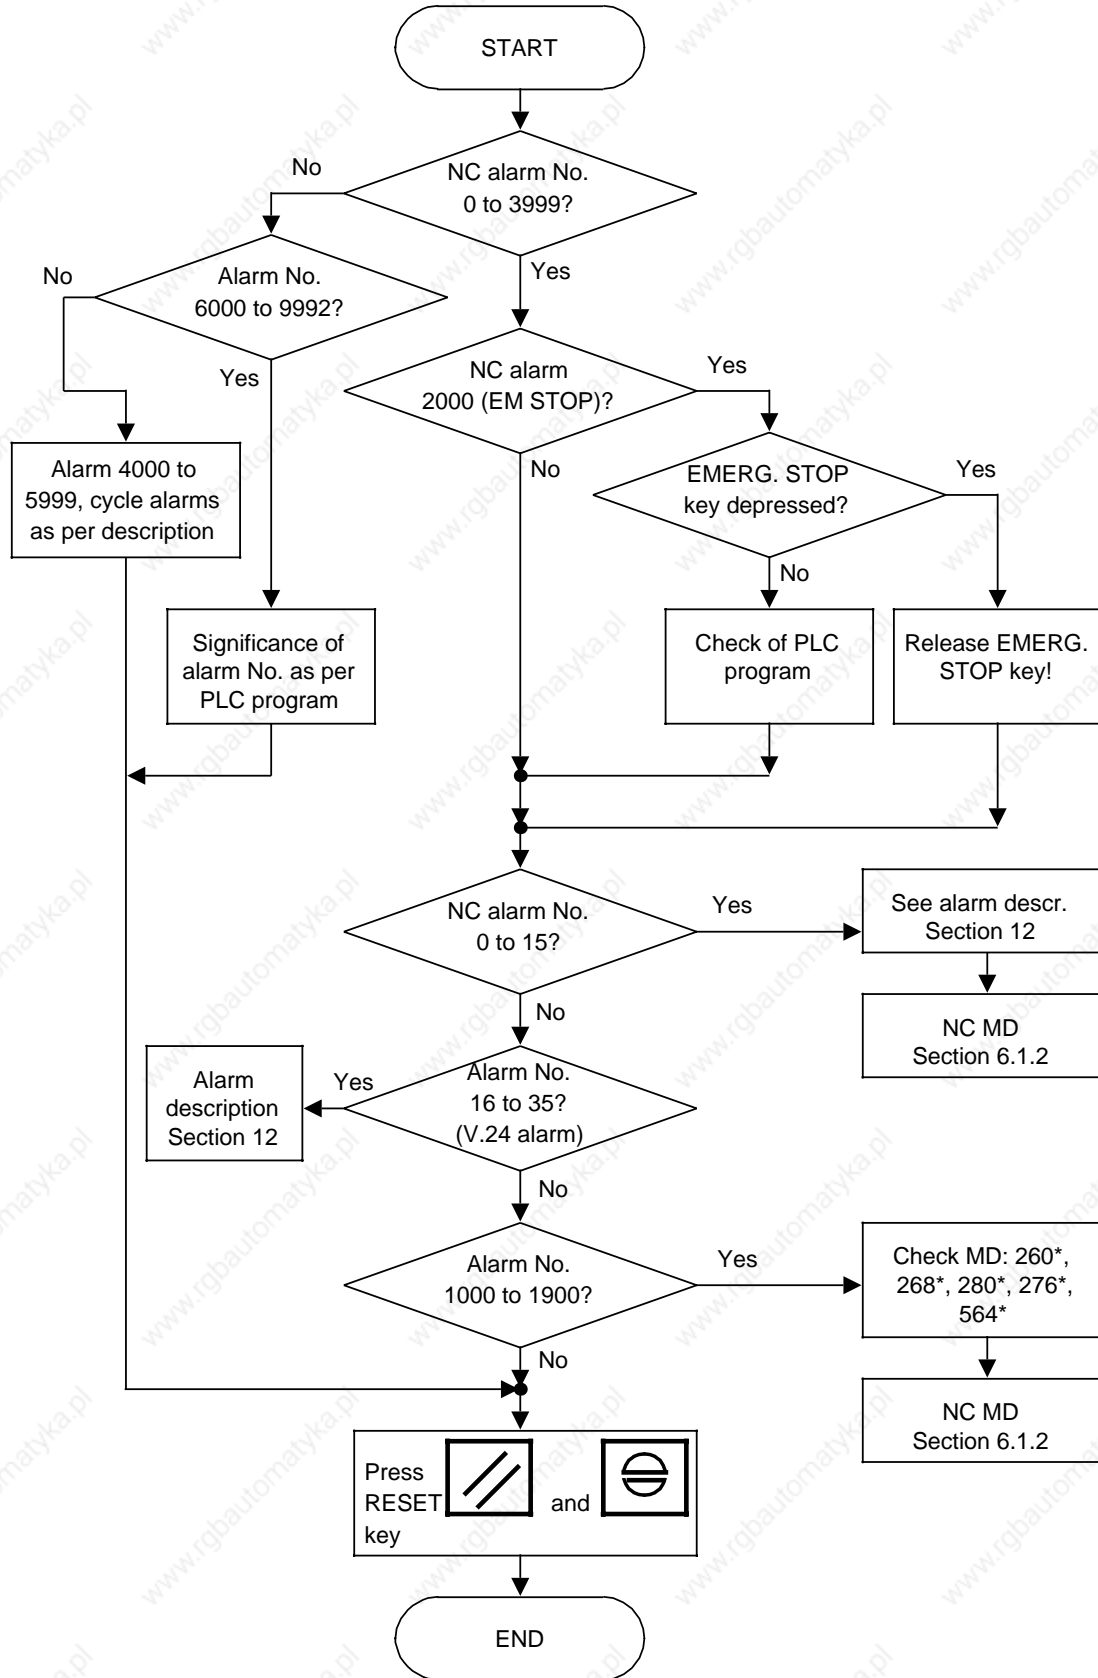 START
NC alarm No.
0 to 3999?
No
Yes
Alarm No.
6000 to 9992?
No
Yes
NC alarm
2000 (EM STOP)?
Yes
No
Alarm 4000 to
5999, cycle alarms
as per description
EMERG. STOP
key depressed?
Yes
No
Significance of
alarm No. as per
PLC program
Check of PLC
program
Release EMERG.
STOP key!
NC alarm No.
0 to 15?
Yes
No
See alarm descr.
Section 12
NC MD
Section 6.1.2
Alarm No.
16 to 35?
(V.24 alarm)
Yes
No
Alarm
description
Section 12
Alarm No.
1000 to 1900?
Yes
No
Check MD: 260*,
268*, 280*, 276*,
564*
NC MD
Section 6.1.2
Press
RESET
key
and
END
www.rgbautomatyka.pl